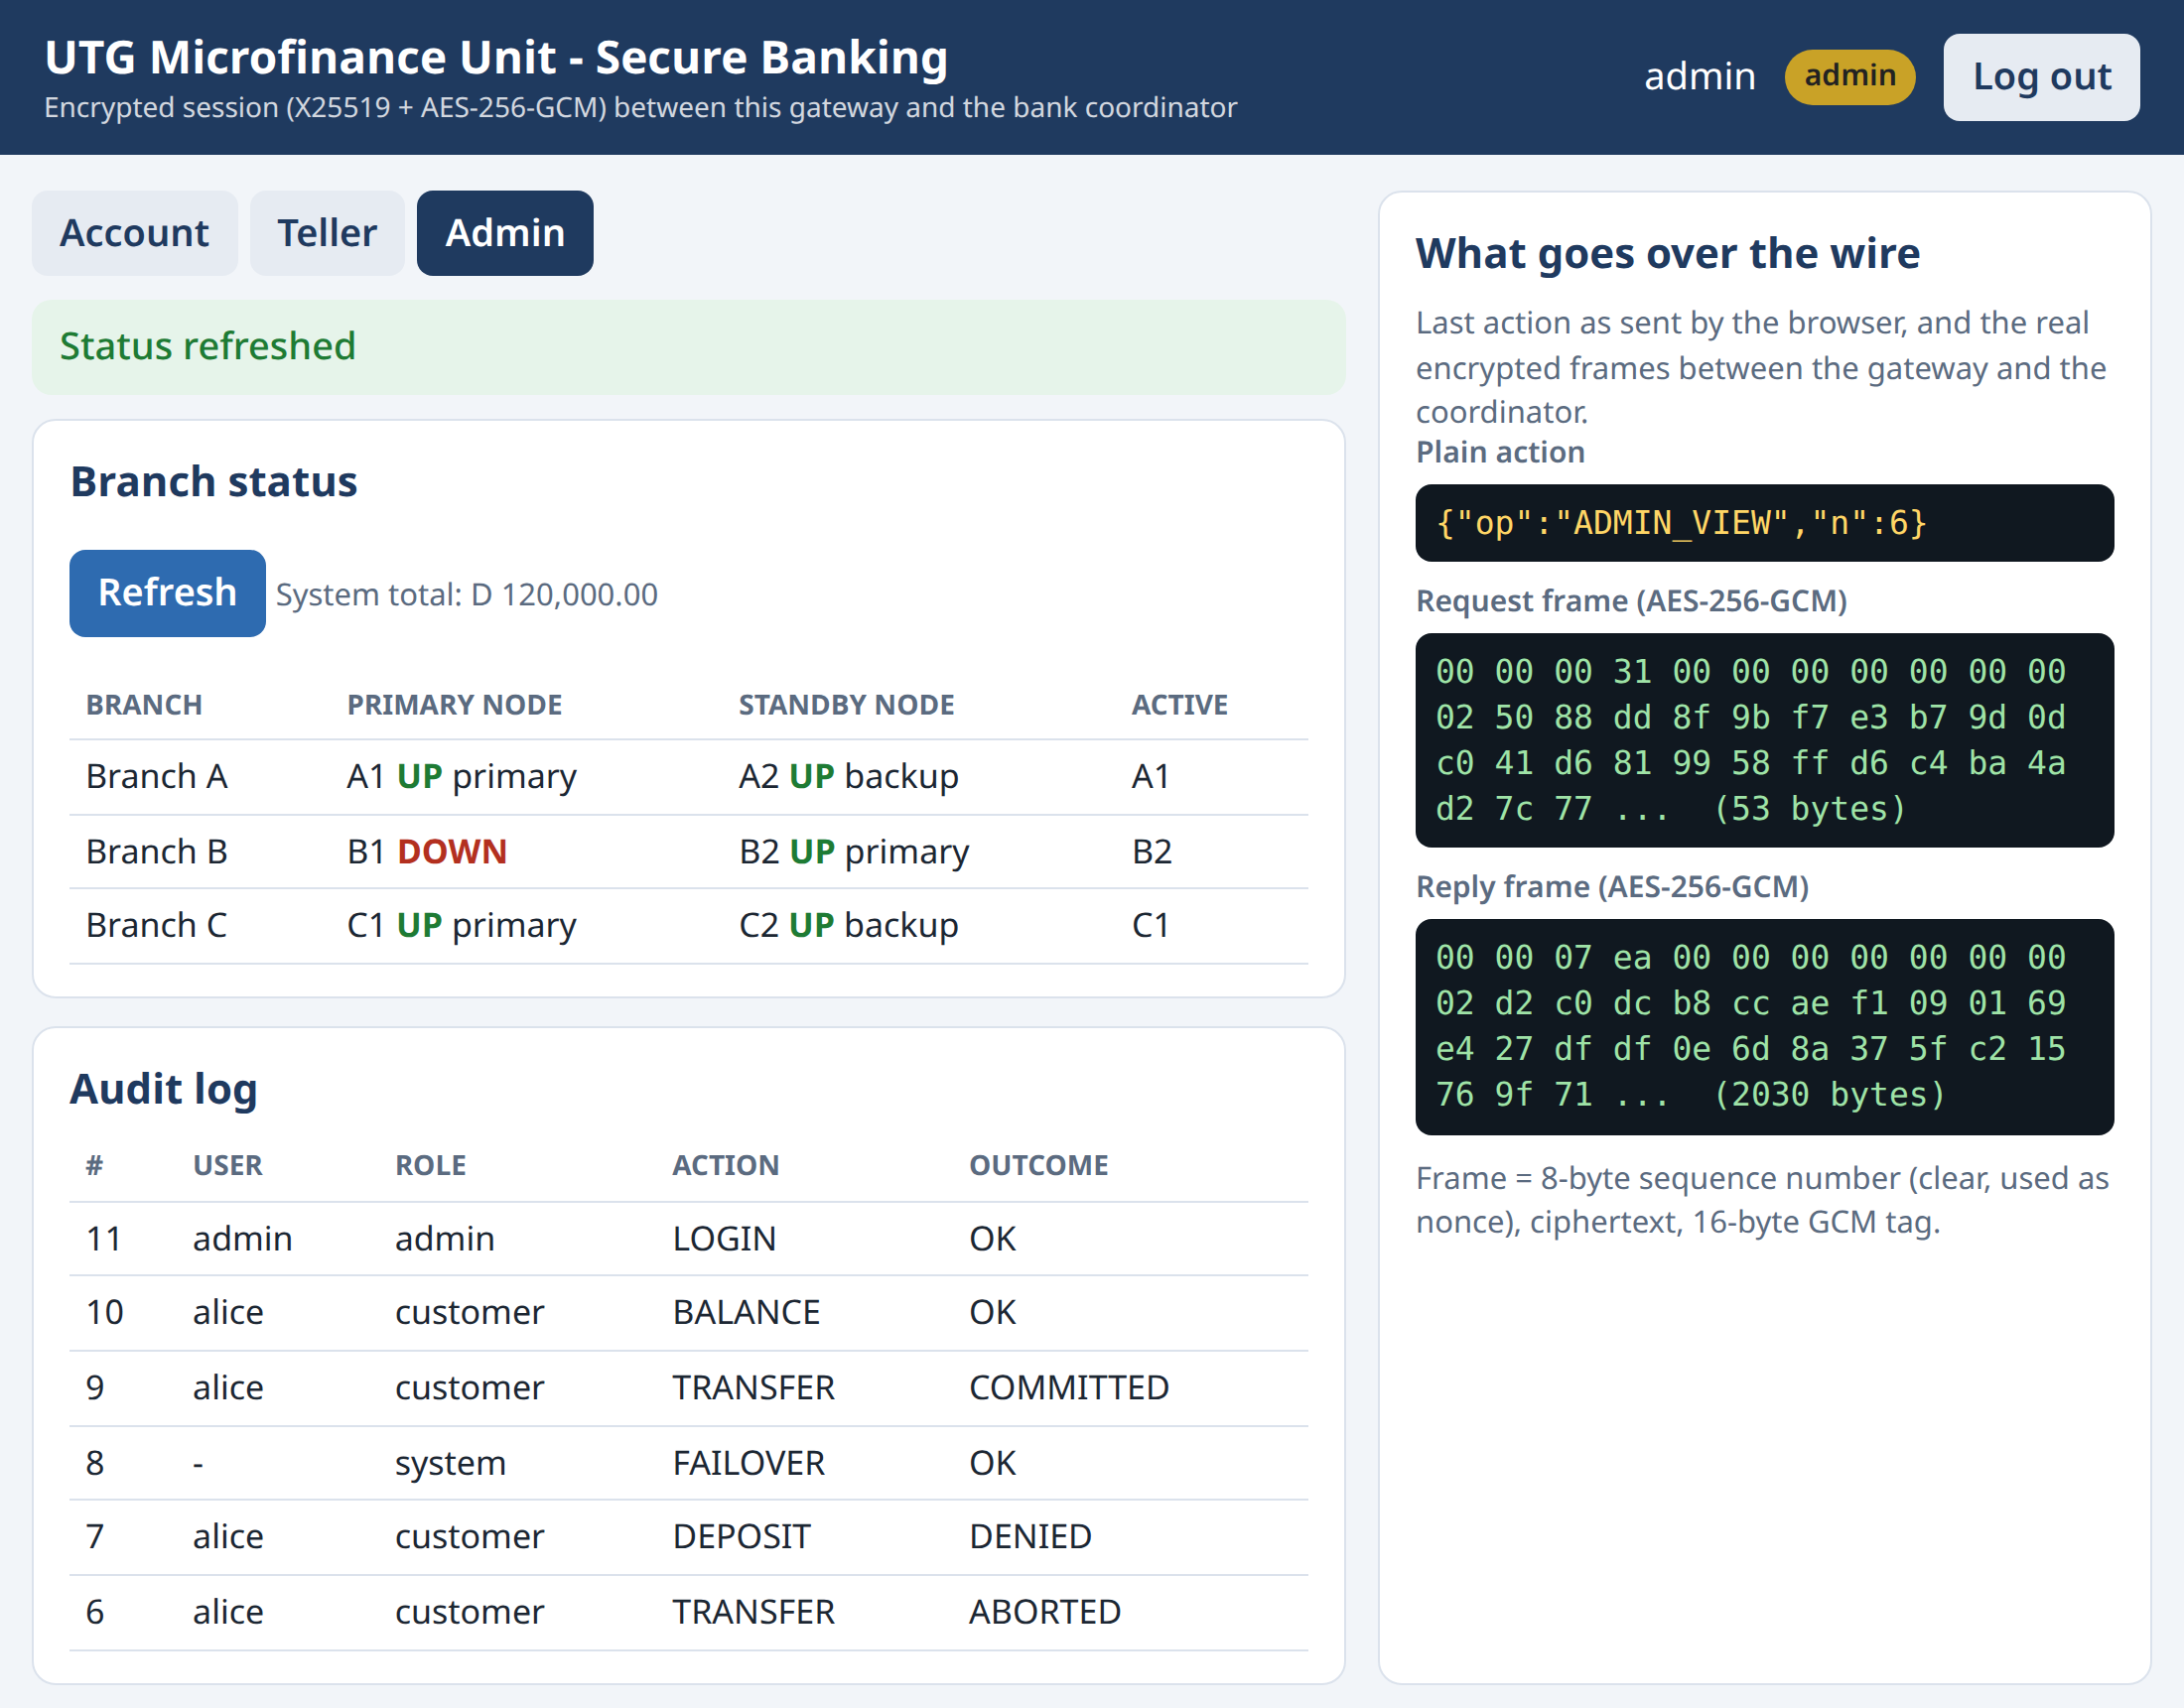 UTG Microfinance Unit - Secure Banking
Encrypted session (X25519 + AES-256-GCM) between this gateway and the bank coordinator
admin admin Log out
Account Teller Admin
Status refreshed
Branch status
Refresh System total: D 120,000.00
BRANCH PRIMARY NODE STANDBY NODE ACTIVE
Branch A A1 UP primary A2 UP backup A1
Branch B B1 DOWN B2 UP primary B2
Branch C C1 UP primary C2 UP backup C1
Audit log
# USER ROLE ACTION OUTCOME
11 admin admin LOGIN OK
10 alice customer BALANCE OK
9 alice customer TRANSFER COMMITTED
8 - system FAILOVER OK
7 alice customer DEPOSIT DENIED
6 alice customer TRANSFER ABORTED
What goes over the wire
Last action as sent by the browser, and the real
encrypted frames between the gateway and the
coordinator.
Plain action
{"op":"ADMIN_VIEW","n":6}
Request frame (AES-256-GCM)
00 00 00 31 00 00 00 00 00 00 00
02 50 88 dd 8f 9b f7 e3 b7 9d 0d
c0 41 d6 81 99 58 ff d6 c4 ba 4a
d2 7c 77 ... (53 bytes)
Reply frame (AES-256-GCM)
00 00 07 ea 00 00 00 00 00 00 00
02 d2 c0 dc b8 cc ae f1 09 01 69
e4 27 df df 0e 6d 8a 37 5f c2 15
76 9f 71 ... (2030 bytes)
Frame = 8-byte sequence number (clear, used as
nonce), ciphertext, 16-byte GCM tag.